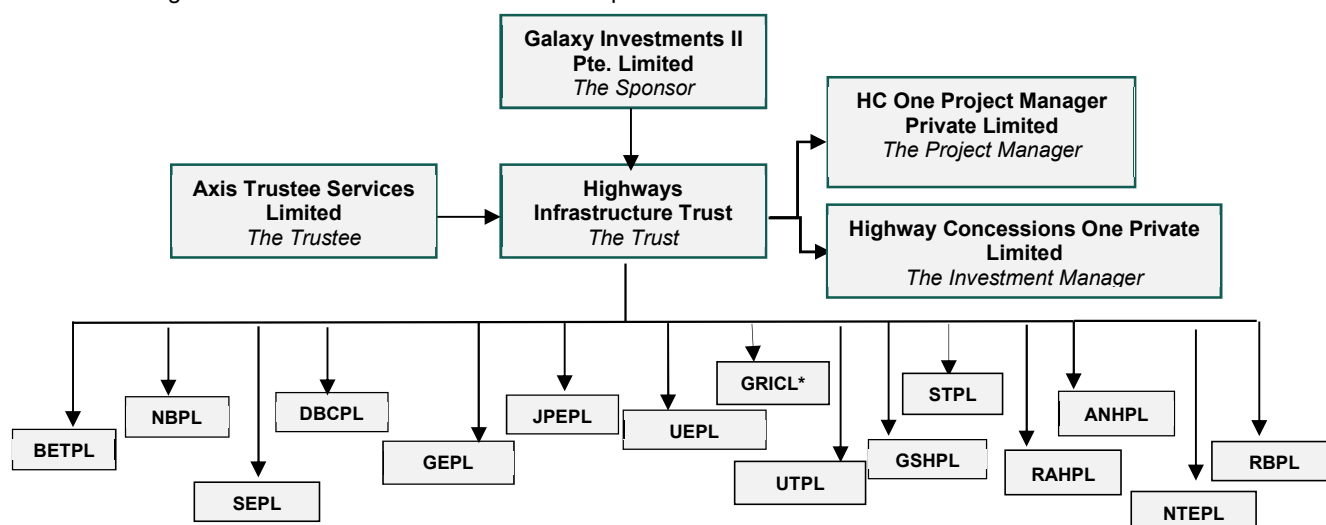 Galaxy Investments II
Pte. Limited
The Sponsor
HC One Project Manager
Private Limited
The Project Manager
Axis Trustee Services
Limited
The Trustee
Highways
Infrastructure Trust
The Trust
Highway Concessions One Private
Limited
The Investment Manager
BETPL
NBPL
SEPL
DBCPL
GEPL
JPEPL
UEPL
GRICL*
UTPL
GSHPL
STPL
RAHPL
ANHPL
NTEPL
RBPL